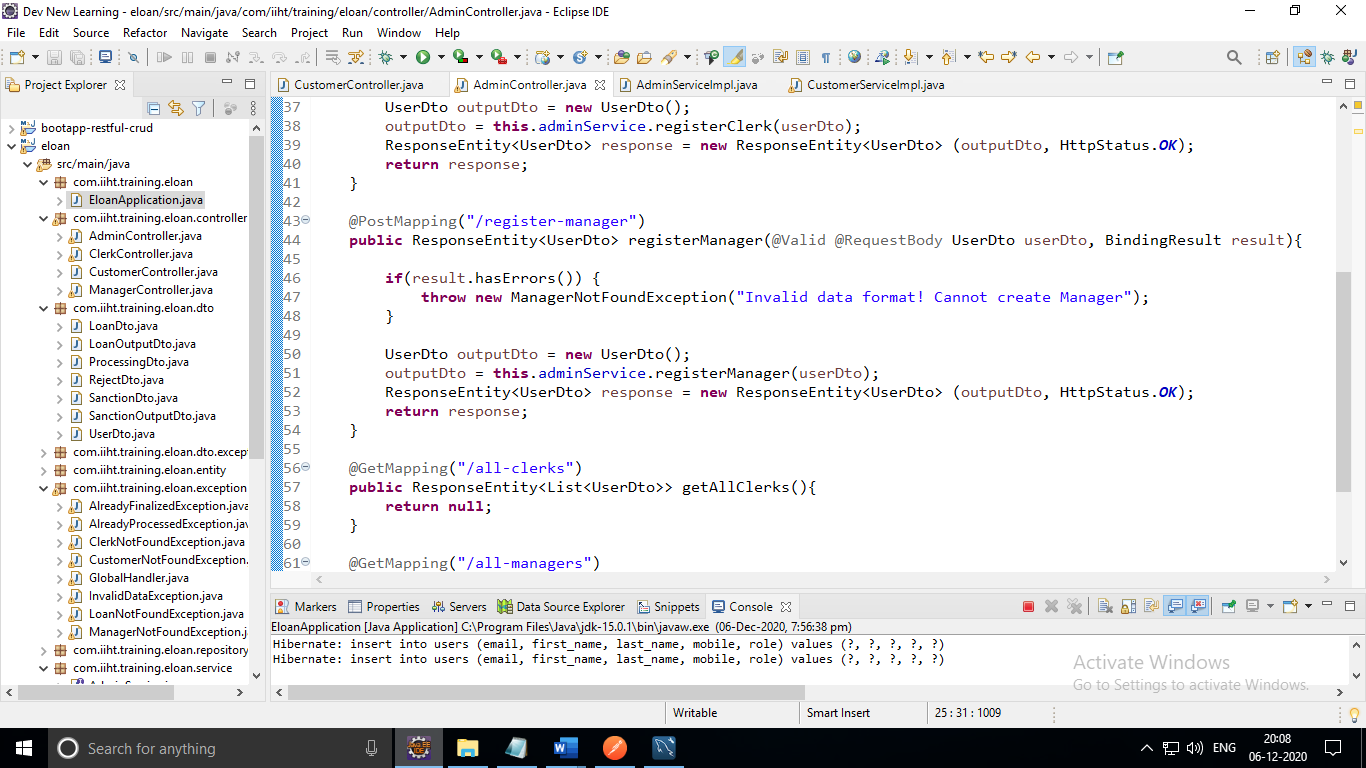 Dev New Learning - eloan/src/main/java/com/iiht/training/eloan/controller/AdminController.java - Eclipse IDE
File Edit Source Refactor Navigate Search Project Run Window Help
Project Explorer
bootapp-restful-crud
eloan
src/main/java
com.iiht.training.eloan
EloanApplication.java
com.iiht.training.eloan.controller
AdminController.java
ClerkController.java
CustomerController.java
ManagerController.java
com.iiht.training.eloan.dto
LoanDto.java
LoanOutputDto.java
ProcessingDto.java
RejectDto.java
SanctionDto.java
SanctionOutputDto.java
UserDto.java
com.iiht.training.eloan.dto.excep
com.iiht.training.eloan.entity
com.iiht.training.eloan.exception
AlreadyFinalizedException.java
AlreadyProcessedException.jav
ClerkNotFoundException.java
CustomerNotFoundException.
GlobalHandler.java
InvalidDataException.java
LoanNotFoundException.java
ManagerNotFoundException.j
com.iiht.training.eloan.repository
com.iiht.training.eloan.service
CustomerController.java AdminController.java AdminServiceImpl.java CustomerServiceImpl.java
37 UserDto outputDto = new UserDto();
38 outputDto = this.adminService.registerClerk(userDto);
39 ResponseEntity<UserDto> response = new ResponseEntity<UserDto> (outputDto, HttpStatus.OK);
40 return response;
41 }
42
43 @PostMapping("/register-manager")
44 public ResponseEntity<UserDto> registerManager(@Valid @RequestBody UserDto userDto, BindingResult result){
45
46 if(result.hasErrors()) {
47 throw new ManagerNotFoundException("Invalid data format! Cannot create Manager");
48 }
49
50 UserDto outputDto = new UserDto();
51 outputDto = this.adminService.registerManager(userDto);
52 ResponseEntity<UserDto> response = new ResponseEntity<UserDto> (outputDto, HttpStatus.OK);
53 return response;
54 }
55
56 @GetMapping("/all-clerks")
57 public ResponseEntity<List<UserDto>> getAllClerks(){
58 return null;
59 }
60
61 @GetMapping("/all-managers")
Markers Properties Servers Data Source Explorer Snippets Console
EloanApplication [Java Application] C:\Program Files\Java\jdk-15.0.1\bin\javaw.exe (06-Dec-2020, 7:56:38 pm)
Hibernate: insert into users (email, first_name, last_name, mobile, role) values (?, ?, ?, ?, ?)
Hibernate: insert into users (email, first_name, last_name, mobile, role) values (?, ?, ?, ?, ?)
Activate Windows
Go to Settings to activate Windows.
Writable Smart Insert 25 : 31 : 1009
Search for anything
ENG
20:08
06-12-2020